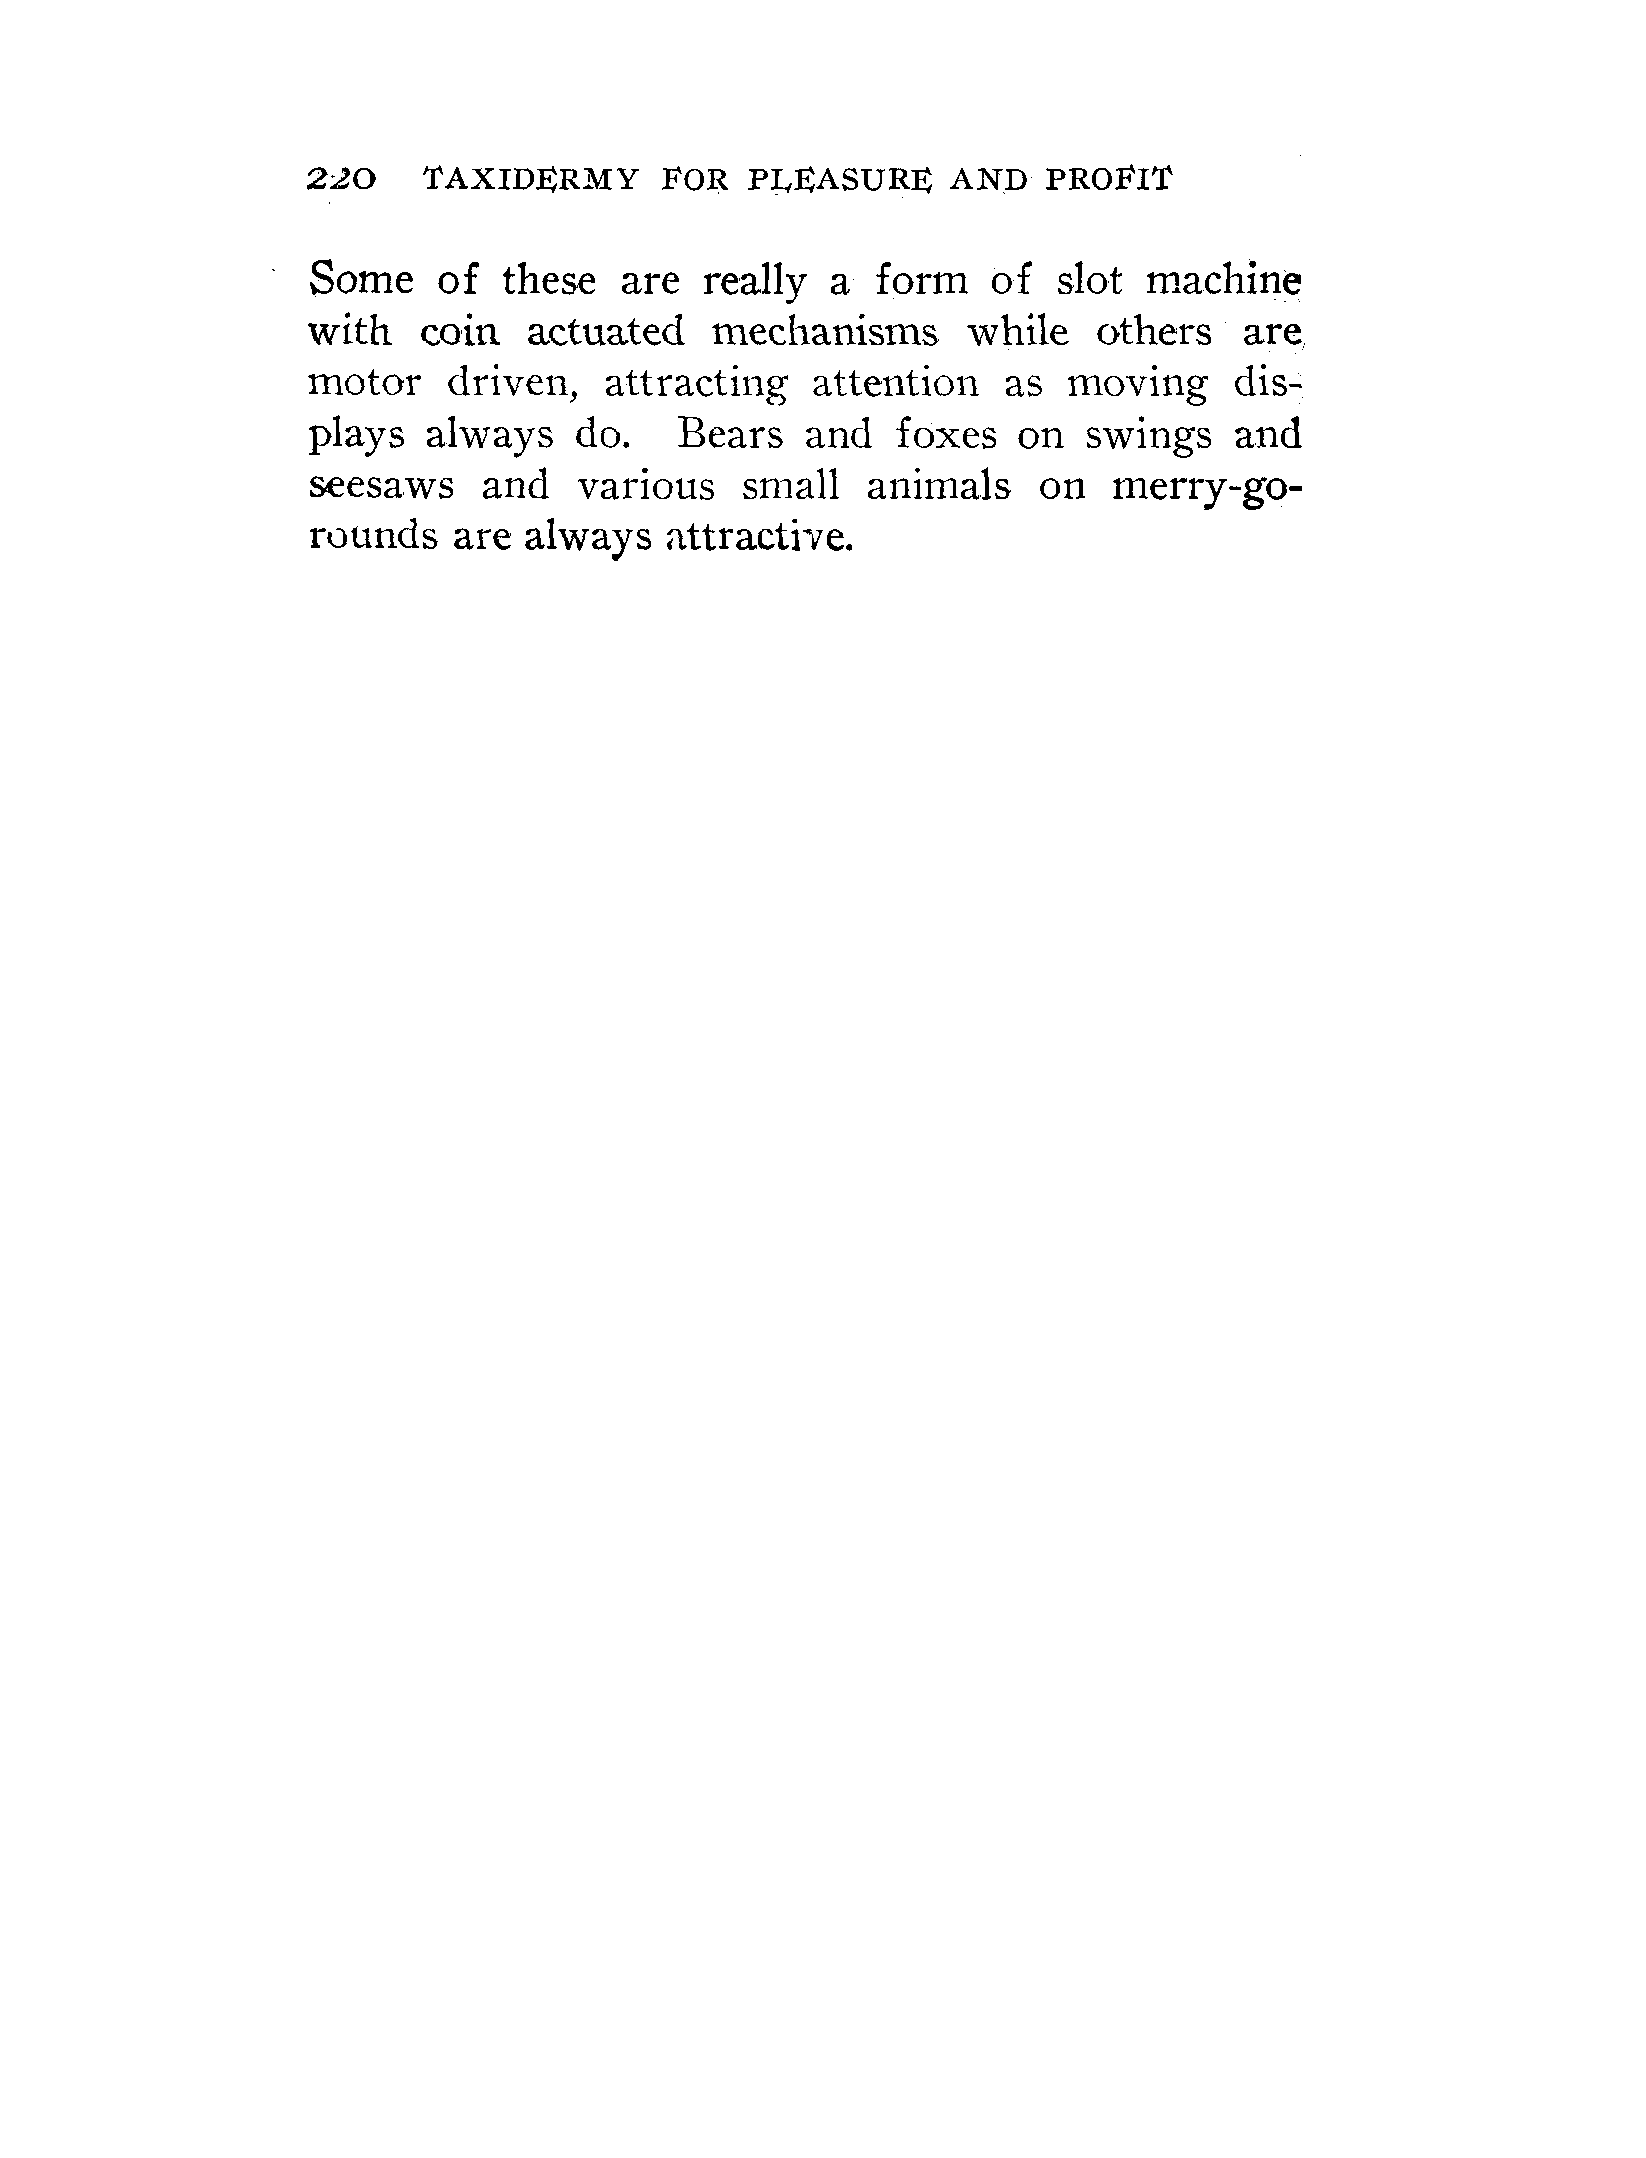 220 TAXIDERMY FOR PLEASURE AND PROFIT
Some of these are really a form of slot machine
with coin actuated mechanisms while others are
motor driven, attracting attention as moving dis-
plays always do. Bears and foxes on swings and
seesaws and various small animals on merry-go-
rounds are always attractive.